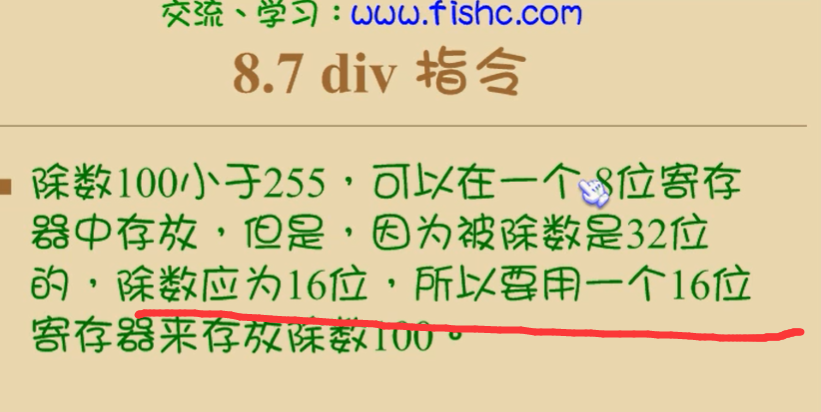 交流、学习：www.fishc.com
8.7 div 指令
除数100小于255，可以在一个8位寄存
器中存放，但是，因为被除数是32位
的，除数应为16位，所以要用一个16位
寄存器来存放除数100。